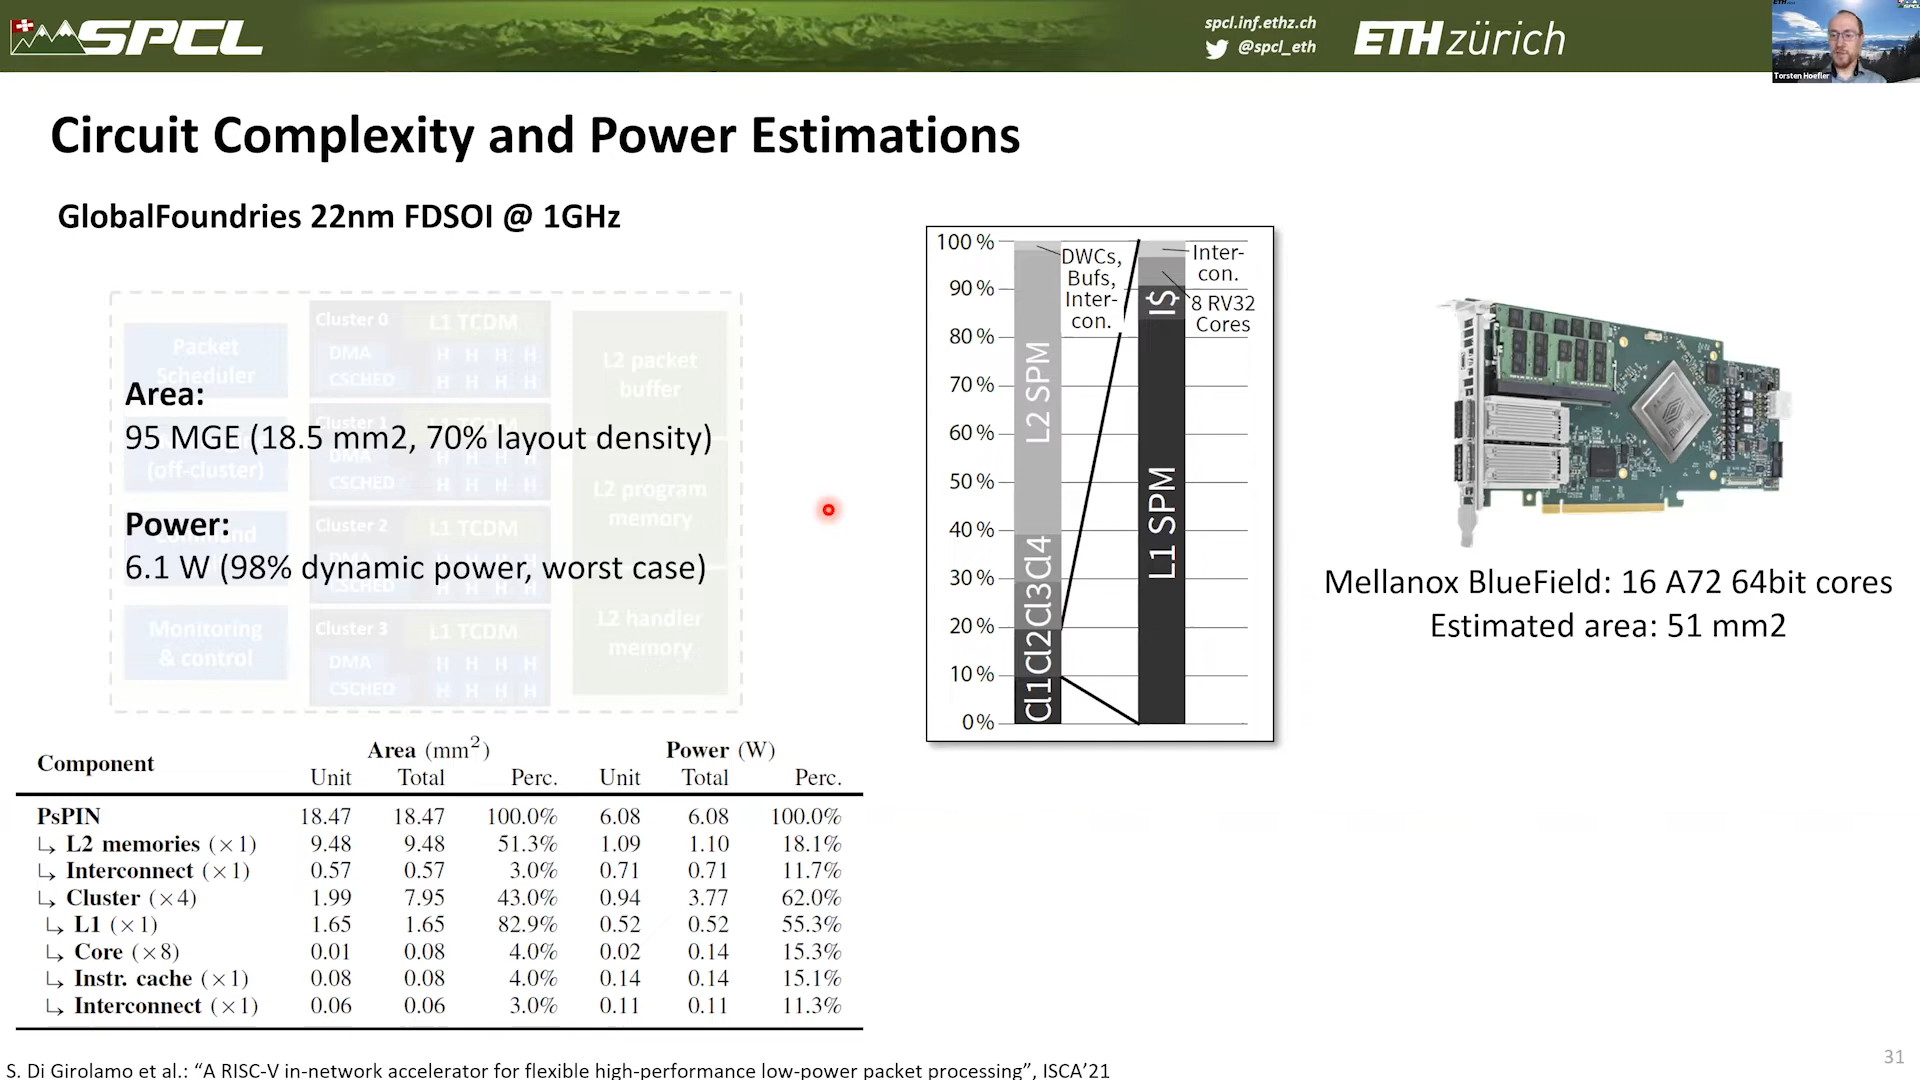 SPCL
spcl.inf.ethz.ch
@spcl_eth
ETH zürich
Torsten Hoefler
Circuit Complexity and Power Estimations
GlobalFoundries 22nm FDSOI @ 1GHz
Packet
Scheduler
(off-cluster)
Monitoring
& control
Cluster 0
L1 TCDM
DMA
H H H H
CSCHED
H H H H
Cluster 1
CSCHED
H H H H
Cluster 2
L1 TCDM
Cluster 3
L1 TCDM
DMA
H H H H
CSCHED
H H H H
L2 packet
buffer
L2 program
memory
L2 handler
memory
Area:
95 MGE (18.5 mm2, 70% layout density)
Power:
6.1 W (98% dynamic power, worst case)
100 %
90 %
80 %
70 %
60 %
50 %
40 %
30 %
20 %
10 %
0 %
Cl1 Cl2 Cl3 Cl4
L2 SPM
DWCs,
Bufs,
Inter-
con.
L1 SPM
I$
Inter-
con.
8 RV32
Cores
Mellanox BlueField: 16 A72 64bit cores
Estimated area: 51 mm2
Component Area (mm2) Power (W)
Unit Total Perc. Unit Total Perc.
PsPIN 18.47 18.47 100.0% 6.08 6.08 100.0%
↳ L2 memories (×1) 9.48 9.48 51.3% 1.09 1.10 18.1%
↳ Interconnect (×1) 0.57 0.57 3.0% 0.71 0.71 11.7%
↳ Cluster (×4) 1.99 7.95 43.0% 0.94 3.77 62.0%
↳ L1 (×1) 1.65 1.65 82.9% 0.52 0.52 55.3%
↳ Core (×8) 0.01 0.08 4.0% 0.02 0.14 15.3%
↳ Instr. cache (×1) 0.08 0.08 4.0% 0.14 0.14 15.1%
↳ Interconnect (×1) 0.06 0.06 3.0% 0.11 0.11 11.3%
S. Di Girolamo et al.: “A RISC-V in-network accelerator for flexible high-performance low-power packet processing”, ISCA’21
31